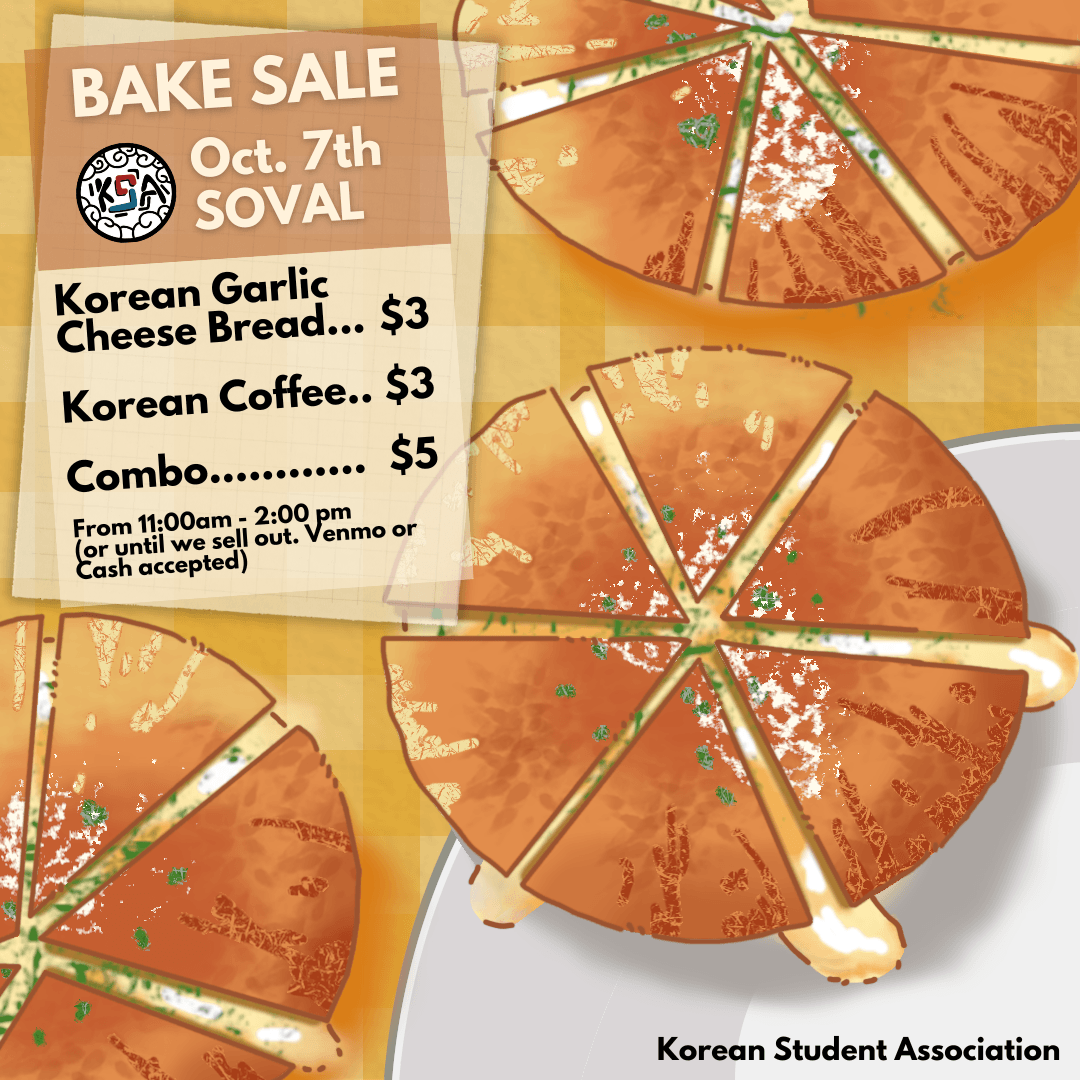 BAKE SALE
Oct. 7th
KSA
SOVAL
Korean Garlic
Cheese Bread... $3
Korean Coffee.. $3
Combo............ $5
From 11:00am - 2:00 pm
(or until we sell out. Venmo or
Cash accepted)
Korean Student Association